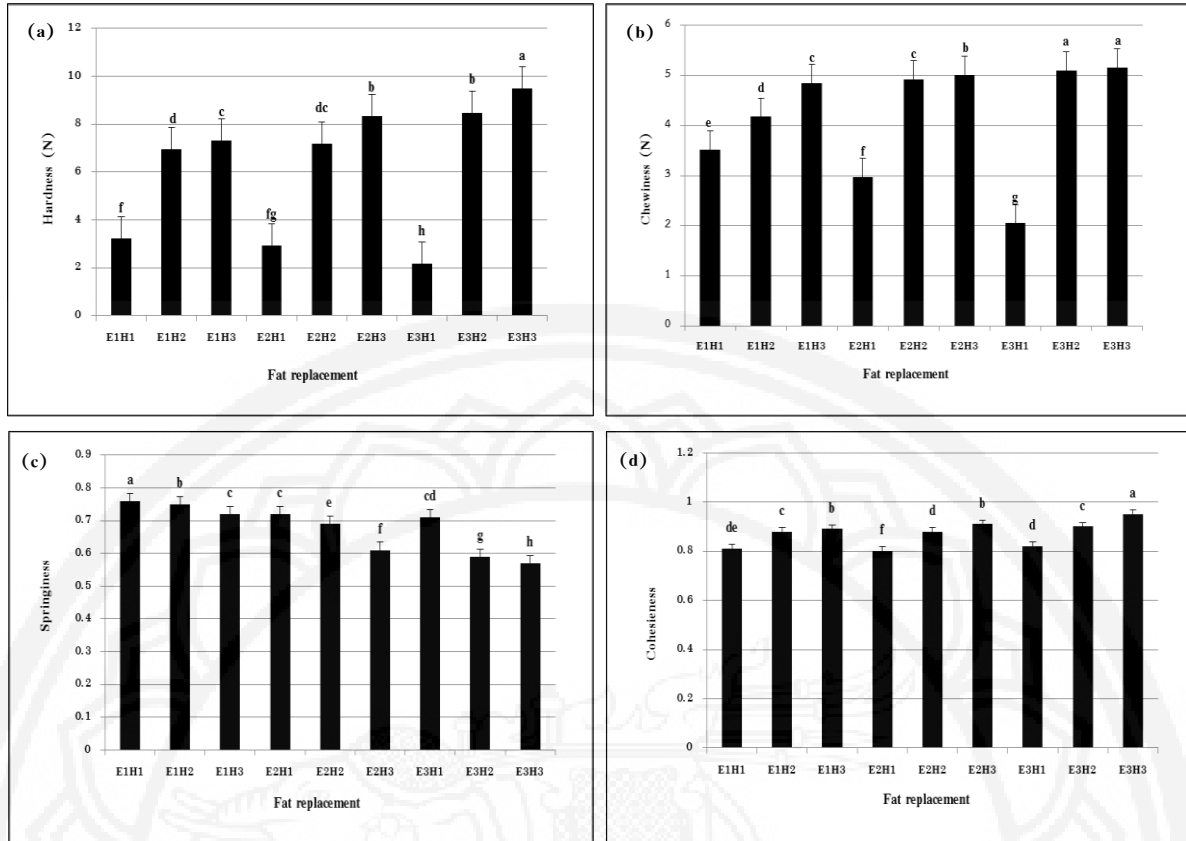 (a)
12
10
8
6
4
2
0
Hardness (N)
f
d
c
fg
dc
b
h
b
a
E1H1 E1H2 E1H3 E2H1 E2H2 E2H3 E3H1 E3H2 E3H3
Fat replacement
(b)
6
5
4
3
2
1
0
Chewiness (N)
e
d
c
f
c
b
g
a
a
E1H1 E1H2 E1H3 E2H1 E2H2 E2H3 E3H1 E3H2 E3H3
Fat replacement
(c)
0.9
0.8
0.7
0.6
0.5
0.4
0.3
0.2
0.1
0
Springiness
a
b
c
c
e
f
cd
g
h
E1H1 E1H2 E1H3 E2H1 E2H2 E2H3 E3H1 E3H2 E3H3
Fat replacement
(d)
1.2
1
0.8
0.6
0.4
0.2
0
Cohesieness
de
c
b
f
d
b
d
c
a
E1H1 E1H2 E1H3 E2H1 E2H2 E2H3 E3H1 E3H2 E3H3
Fat replacement